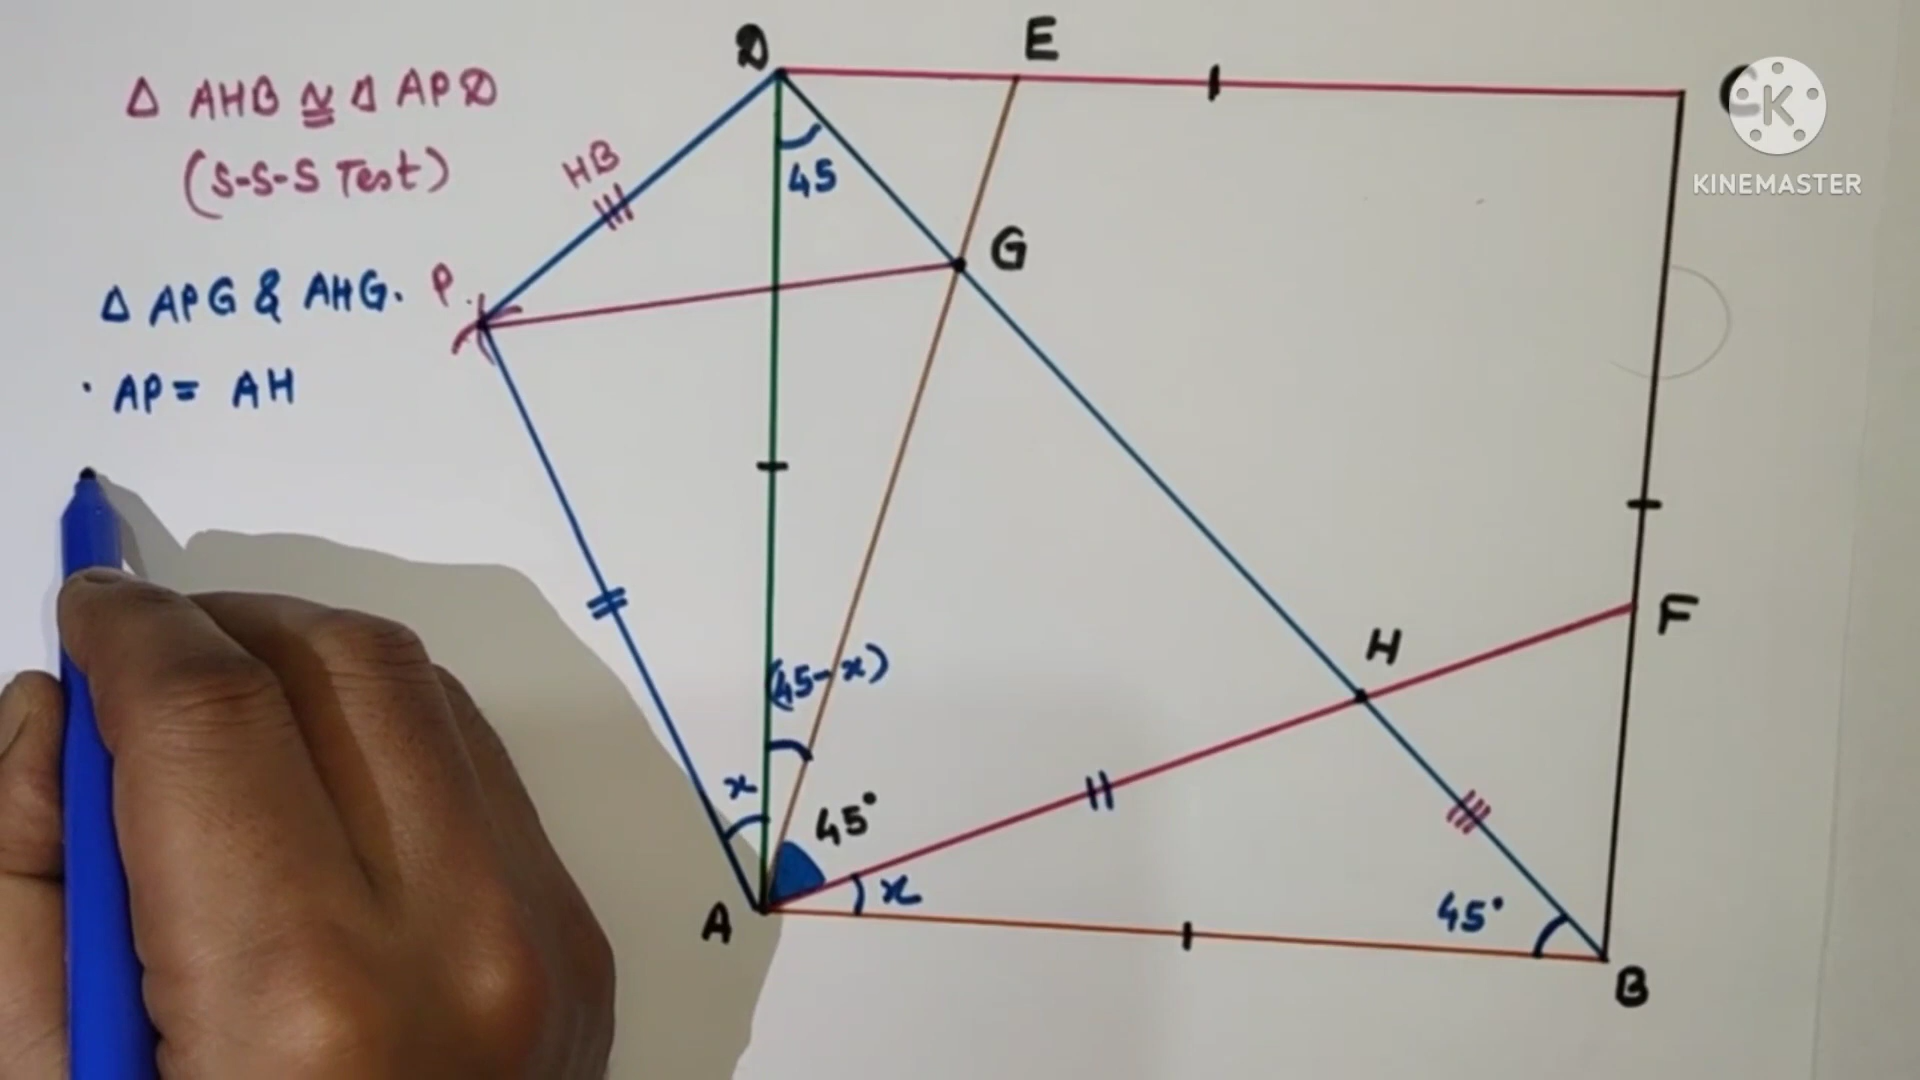 Δ AHB ≅ Δ APD
(S-S-S Test)
Δ APG & AHG.
· AP = AH
D
E
C
K
KINEMASTER
HB
45
G
P.
(45-x)
x
45°
x
A
H
F
45°
B